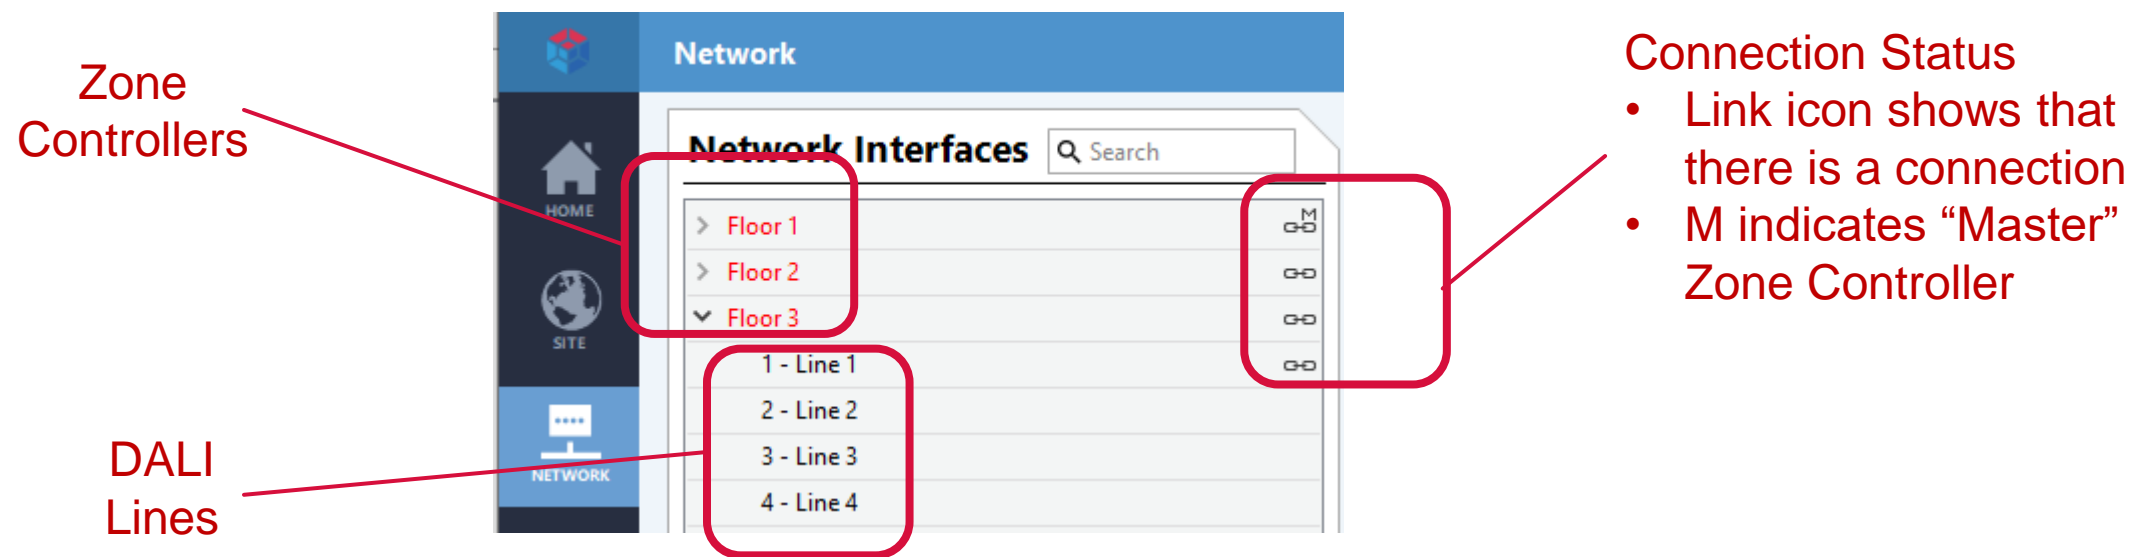 Zone
Controllers
DALI
Lines
Network
HOME
SITE
NETWORK
Network Interfaces
Search
Floor 1
M
Floor 2
Floor 3
1 - Line 1
2 - Line 2
3 - Line 3
4 - Line 4
Connection Status
• Link icon shows that
there is a connection
• M indicates “Master”
Zone Controller